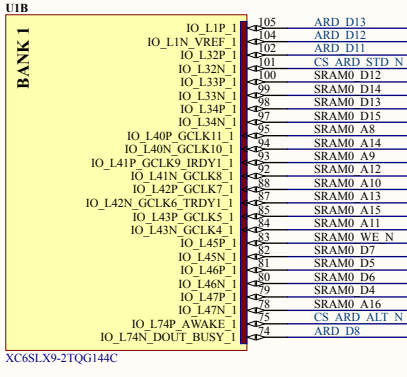 U1B
BANK 1
IO_L1P_1 105 ARD_D13
IO_L1N_VREF_1 104 ARD_D12
IO_L32P_1 102 ARD_D11
IO_L32N_1 101 CS_ARD_STD_N
IO_L33P_1 100 SRAM0_D12
IO_L33N_1 99 SRAM0_D14
IO_L34P_1 98 SRAM0_D13
IO_L34N_1 97 SRAM0_D15
IO_L40P_GCLK11_1 95 SRAM0_A8
IO_L40N_GCLK10_1 94 SRAM0_A14
IO_L41P_GCLK9_IRDY1_1 93 SRAM0_A9
IO_L41N_GCLK8_1 92 SRAM0_A12
IO_L42P_GCLK7_1 88 SRAM0_A10
IO_L42N_GCLK6_TRDY1_1 87 SRAM0_A13
IO_L43P_GCLK5_1 85 SRAM0_A15
IO_L43N_GCLK4_1 84 SRAM0_A11
IO_L45P_1 83 SRAM0_WE_N
IO_L45N_1 82 SRAM0_D7
IO_L46P_1 81 SRAM0_D5
IO_L46N_1 80 SRAM0_D6
IO_L47P_1 79 SRAM0_D4
IO_L47N_1 78 SRAM0_A16
IO_L74P_AWAKE_1 75 CS_ARD_ALT_N
IO_L74N_DOUT_BUSY_1 74 ARD_D8
XC6SLX9-2TQG144C